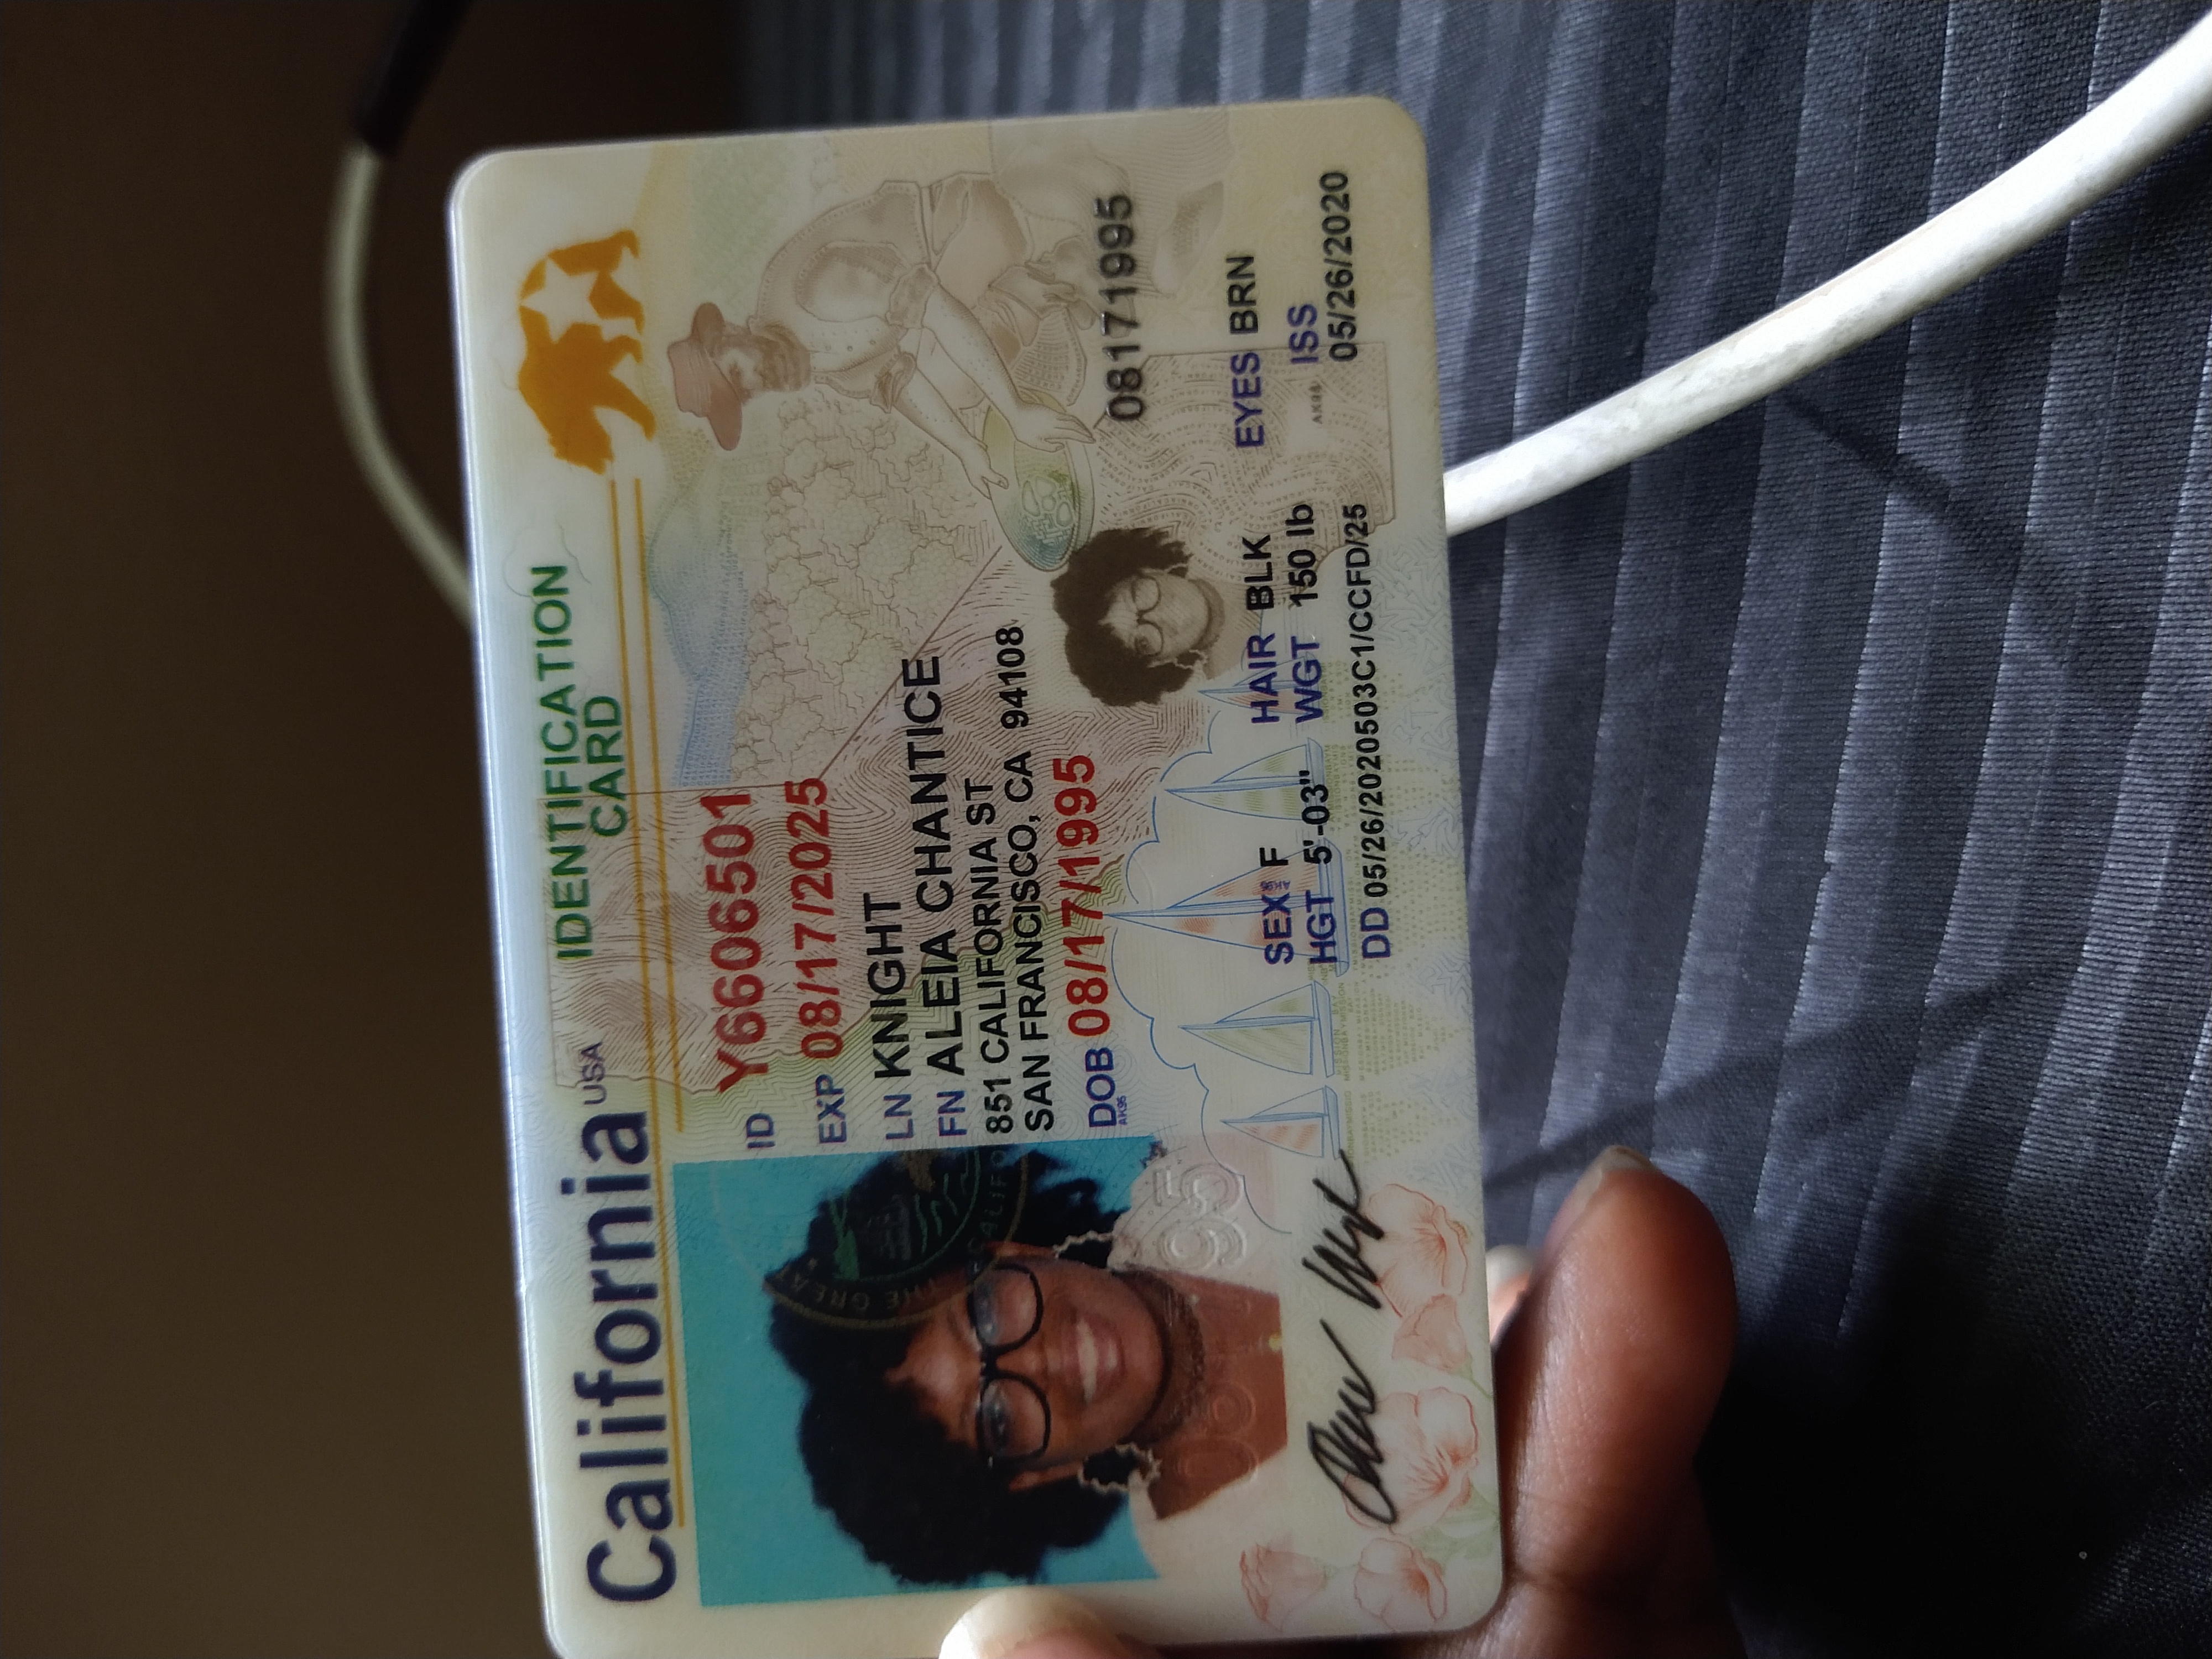 California USA
IDENTIFICATION
CARD
ID Y6606501
EXP 08/17/2025
LN KNIGHT
FN ALEIA CHANTICE
851 CALIFORNIA ST
SAN FRANCISCO, CA 94108
DOB 08/17/1995
AK95
08171995
SEX F
HAIR BLK
EYES BRN
HGT 5'-03"
WGT 150 lb
ISS
05/26/2020
DD 05/26/2020503C1/CCFD/25